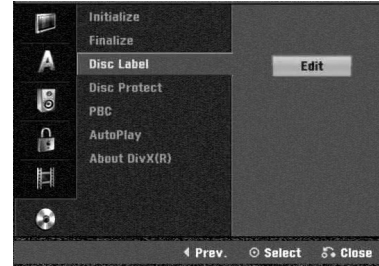 Initialize
Finalize
A
Disc Label
Edit
Disc Protect
PBC
AutoPlay
About DivX(R)
Prev. Select Close